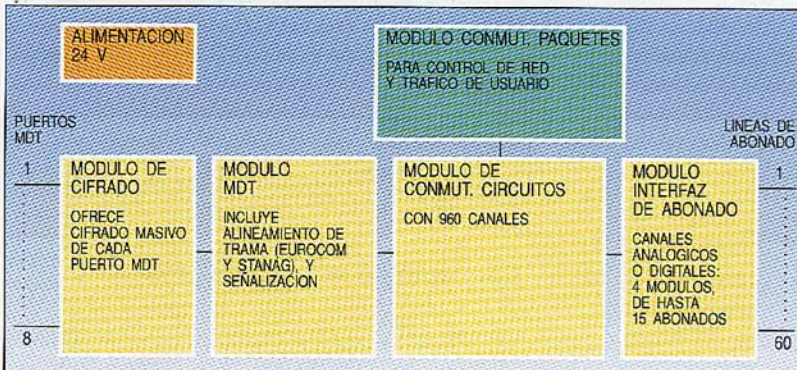 ALIMENTACION
24 V
MODULO CONMUT. PAQUETES
PARA CONTROL DE RED
Y TRAFICO DE USUARIO
PUERTOS
MDT
LINEAS DE
ABONADO
1
MODULO DE
CIFRADO
OFRECE
CIFRADO MASIVO
DE CADA
PUERTO MDT
MODULO
MDT
INCLUYE
ALINEAMIENTO DE
TRAMA (EUROCOM
Y STANAG), Y
SEÑALIZACION
MODULO DE
CONMUT. CIRCUITOS
CON 960 CANALES
MODULO
INTERFAZ
DE ABONADO
CANALES
ANALOGICOS
O DIGITALES:
4 MODULOS,
DE HASTA
15 ABONADOS
1
8
60